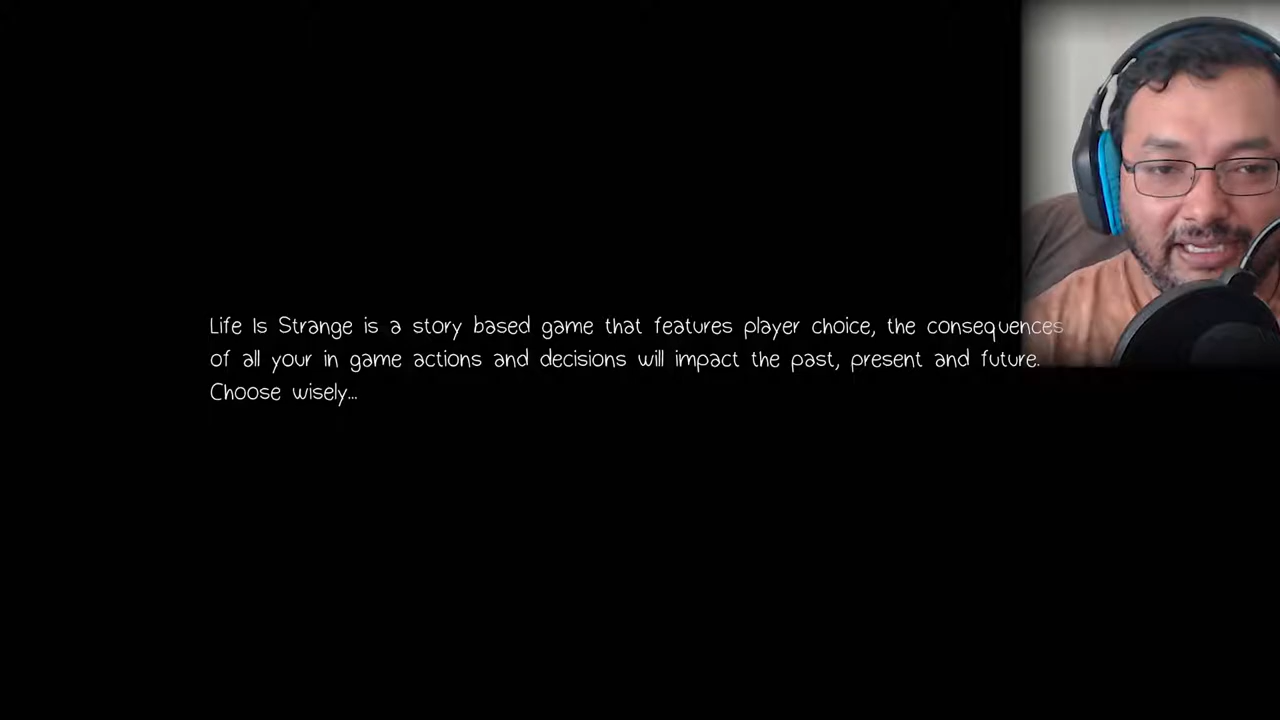 Life Is Strange is a story based game that features player choice, the consequences
of all your in game actions and decisions will impact the past, present and future.
Choose wisely...